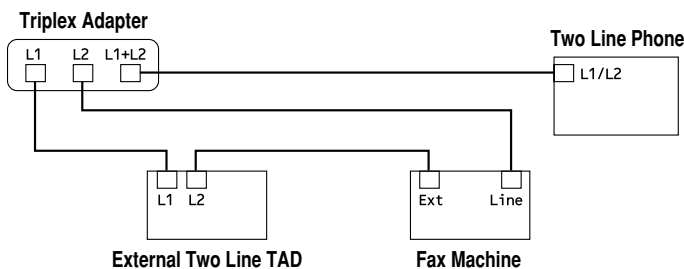 Triplex Adapter
L1 L2 L1+L2
Two Line Phone
L1/L2
L1 L2
Ext Line
External Two Line TAD
Fax Machine